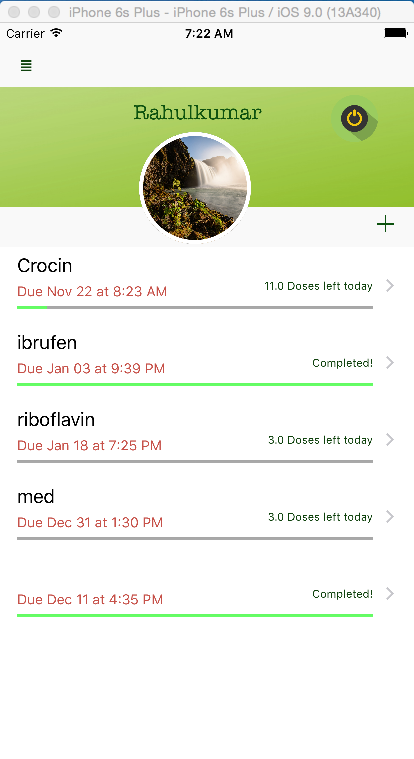 iPhone 6s Plus - iPhone 6s Plus / iOS 9.0 (13A340)
Carrier 7:22 AM
Rahulkumar
Crocin
Due Nov 22 at 8:23 AM 11.0 Doses left today
ibrufen
Due Jan 03 at 9:39 PM Completed!
riboflavin
Due Jan 18 at 7:25 PM 3.0 Doses left today
med
Due Dec 31 at 1:30 PM 3.0 Doses left today
Due Dec 11 at 4:35 PM Completed!